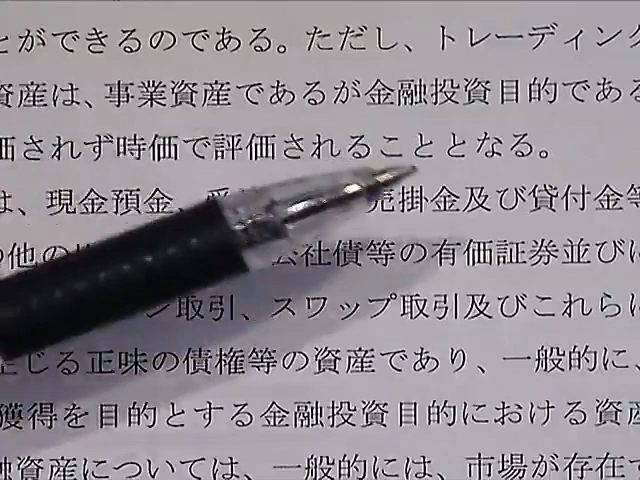 とができるのである。ただし、トレーディング
資産は、事業資産であるが金融投資目的である
価されず時価で評価されることとなる。
は、現金預金、受 売掛金及び貸付金等
の他の 公社債等の有価証券並びに
ン取引、スワップ取引及びこれらに
生じる正味の債権等の資産であり、一般的に、
獲得を目的とする金融投資目的における資産
融資産については、一般的には、市場が存在す